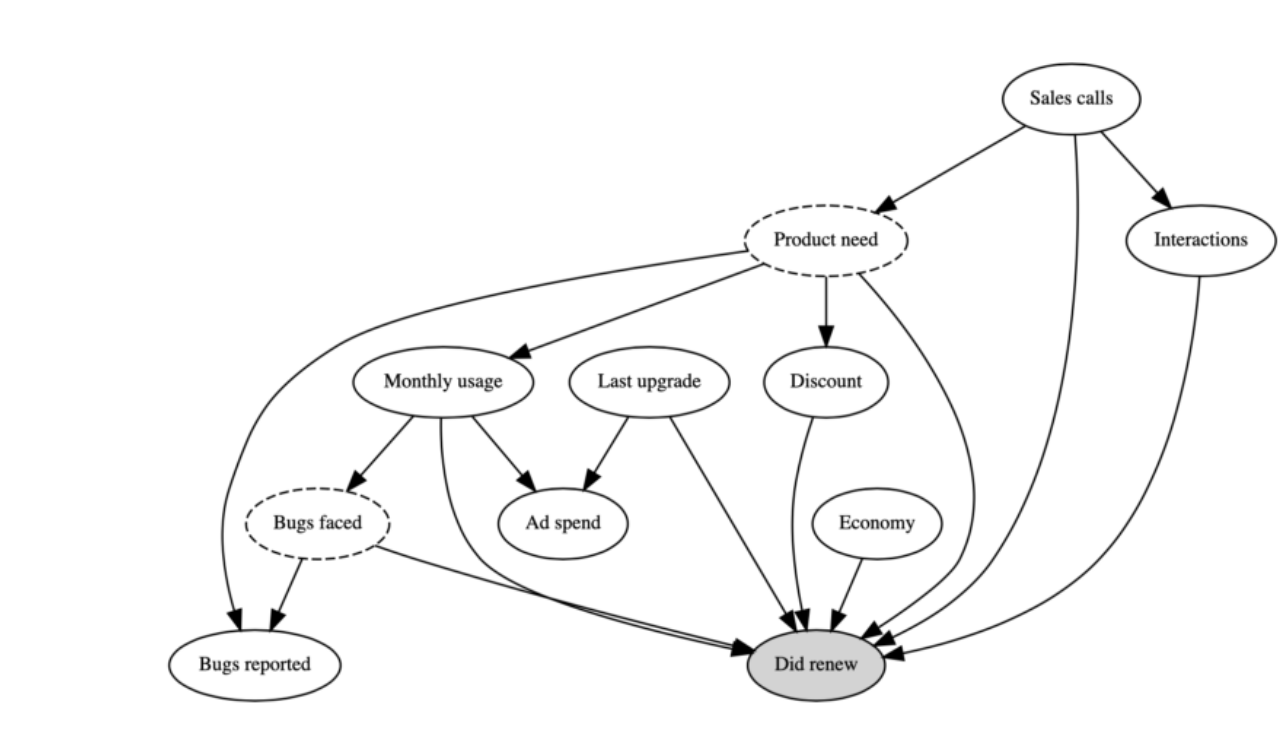 Sales calls
Product need
Interactions
Monthly usage
Last upgrade
Discount
Bugs faced
Ad spend
Economy
Bugs reported
Did renew